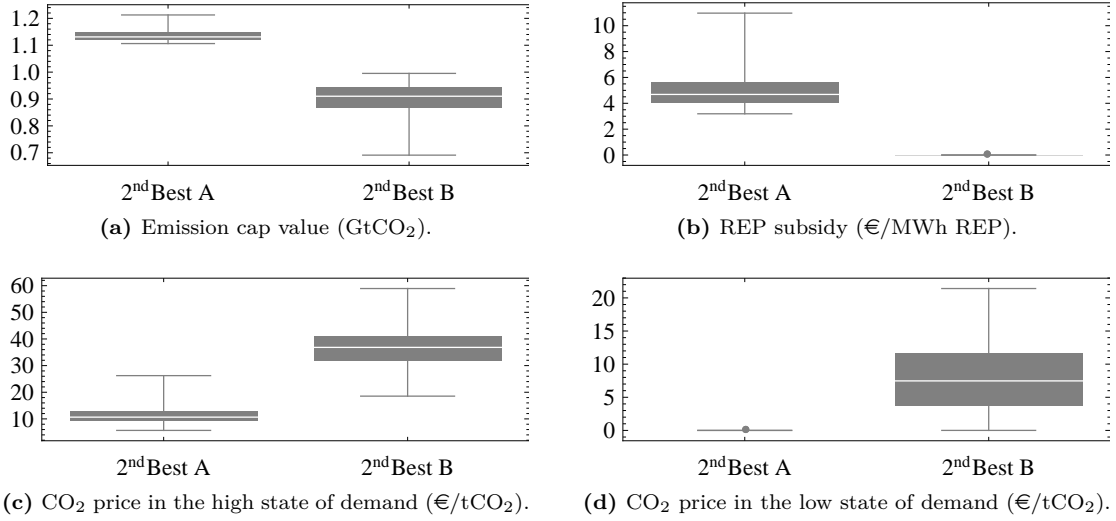 1.2
1.1
1.0
0.9
0.8
0.7
2ndBest A 2ndBest B
(a) Emission cap value (GtCO2).
10
8
6
4
2
0
2ndBest A 2ndBest B
(b) REP subsidy (€/MWh REP).
60
50
40
30
20
10
2ndBest A 2ndBest B
(c) CO2 price in the high state of demand (€/tCO2).
20
15
10
5
0
2ndBest A 2ndBest B
(d) CO2 price in the low state of demand (€/tCO2).